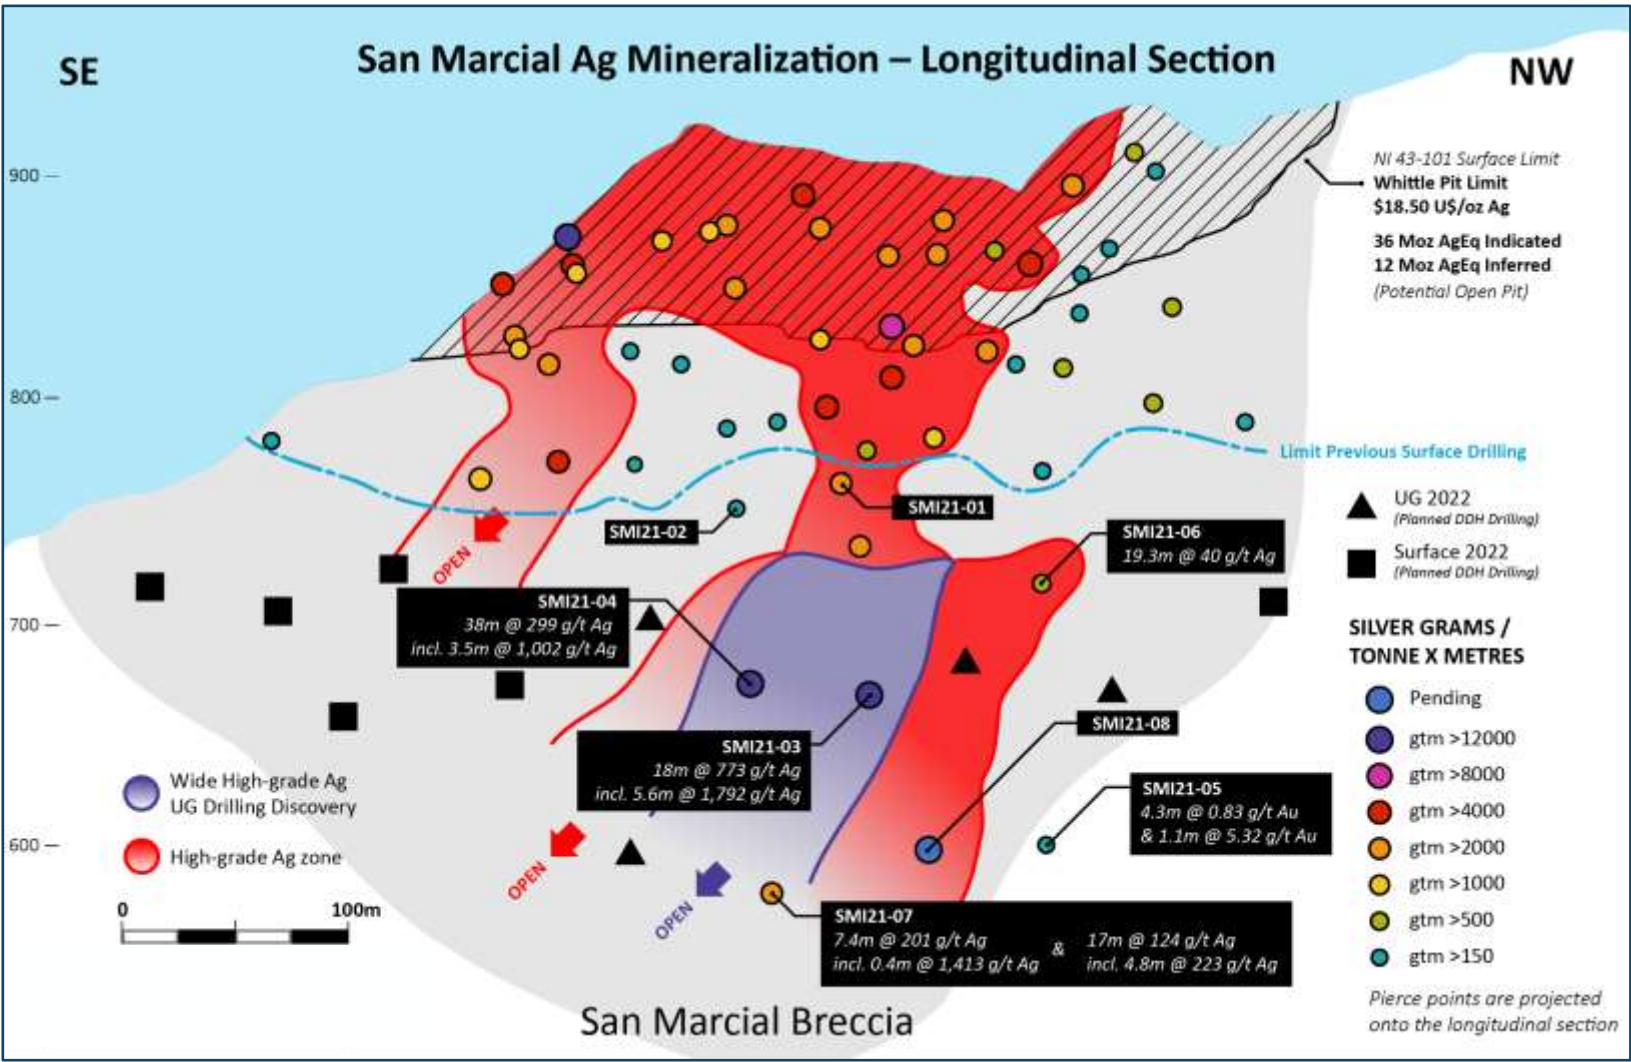 San Marcial Ag Mineralization – Longitudinal Section
SE
NW
900
800
700
600
NI 43-101 Surface Limit
Whittle Pit Limit
$18.50 U$/oz Ag
36 Moz AgEq Indicated
12 Moz AgEq Inferred
(Potential Open Pit)
Limit Previous Surface Drilling
UG 2022
(Planned DDH Drilling)
Surface 2022
(Planned DDH Drilling)
SMI21-01
SMI21-02
SMI21-06
19.3m @ 40 g/t Ag
OPEN
SMI21-04
38m @ 299 g/t Ag
incl. 3.5m @ 1,002 g/t Ag
SMI21-03
18m @ 773 g/t Ag
incl. 5.6m @ 1,792 g/t Ag
SMI21-08
SMI21-05
4.3m @ 0.83 g/t Au
& 1.1m @ 5.32 g/t Au
OPEN
OPEN
SMI21-07
7.4m @ 201 g/t Ag & 17m @ 124 g/t Ag
incl. 0.4m @ 1,413 g/t Ag incl. 4.8m @ 223 g/t Ag
Wide High-grade Ag
UG Drilling Discovery
High-grade Ag zone
0 100m
SILVER GRAMS /
TONNE X METRES
Pending
gtm >12000
gtm >8000
gtm >4000
gtm >2000
gtm >1000
gtm >500
gtm >150
Pierce points are projected
onto the longitudinal section
San Marcial Breccia